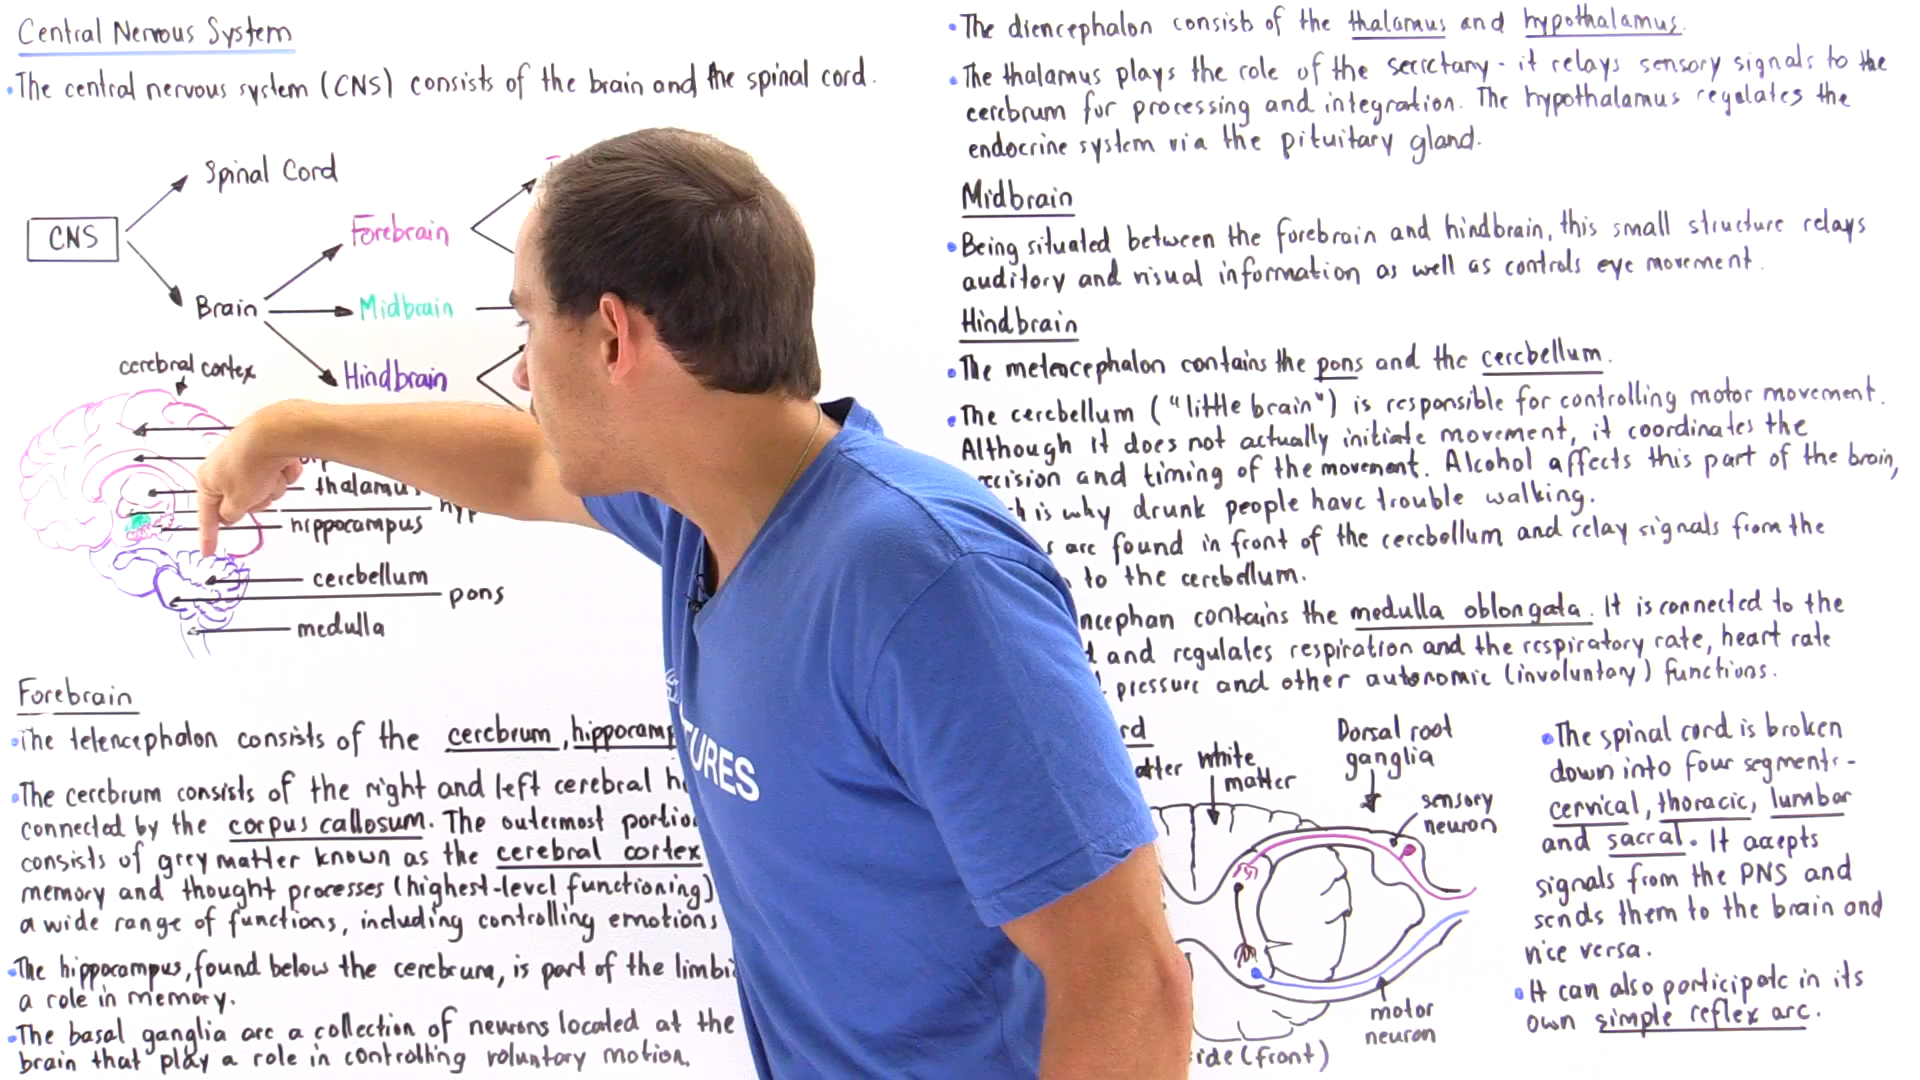 Central Nervous System
•The central nervous system (CNS) consists of the brain and the spinal cord.
Spinal Cord
CNS
Forebrain
Brain
Midbrain
Hindbrain
cerebral cortex
thalamus
hyp
hippocampus
cerebellum
pons
medulla
Forebrain
•The telencephalon consists of the cerebrum, hippocamp
•The cerebrum consists of the right and left cerebral h
connected by the corpus callosum. The outermost portio
consists of grey matter known as the cerebral cortex
memory and thought processes (highest-level functioning)
a wide range of functions, including controlling emotions
•The hippocampus, found below the cerebrum, is part of the limbi
a role in memory.
•The basal ganglia are a collection of neurons located at the
brain that play a role in controlling voluntary motion.
TURES
•The diencephalon consists of the thalamus and hypothalamus.
•The thalamus plays the role of the secretary - it relays sensory signals to the
cerebrum for processing and integration. The hypothalamus regulates the
endocrine system via the pituitary gland.
Midbrain
•Being situated between the forebrain and hindbrain, this small structure relays
auditory and visual information as well as controls eye movement.
Hindbrain
•The metencephalon contains the pons and the cerebellum.
•The cerebellum ("little brain") is responsible for controlling motor movement.
Although it does not actually initiate movement, it coordinates the
ecision and timing of the movement. Alcohol affects this part of the brain,
h is why drunk people have trouble walking.
s are found in front of the cerebellum and relay signals from the
to the cerebellum.
ncephan contains the medulla oblongata. It is connected to the
d and regulates respiration and the respiratory rate, heart rate
pressure and other autonomic (involuntary) functions.
rd
atter
white
matter
Dorsal root
ganglia
sensory
neuron
motor
neuron
ide (front)
•The spinal cord is broken
down into four segments -
cervical, thoracic, lumbar
and sacral. It accepts
signals from the PNS and
sends them to the brain and
vice versa.
•It can also participate in its
own simple reflex arc.